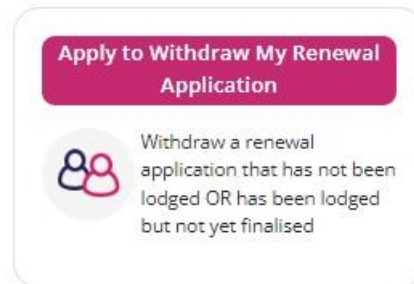 Apply to Withdraw My Renewal
Application
Withdraw a renewal
application that has not been
lodged OR has been lodged
but not yet finalised